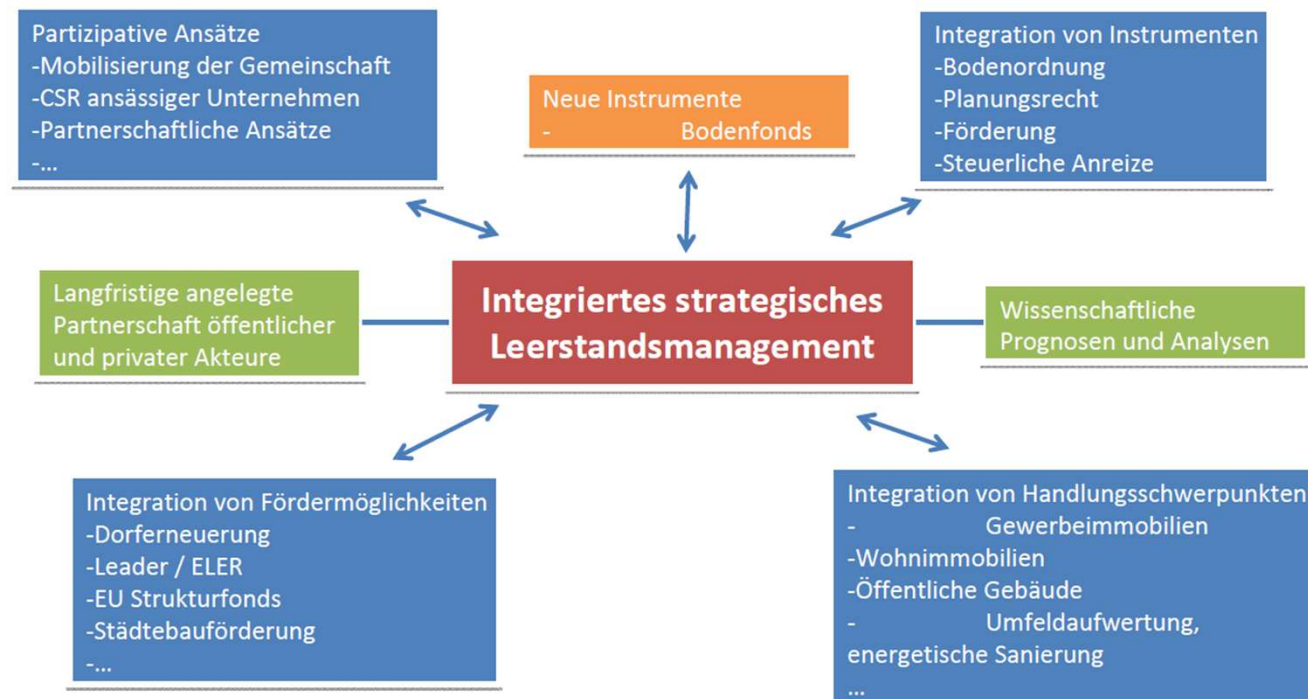 Partizipative Ansätze
-Mobilisierung der Gemeinschaft
-CSR ansässiger Unternehmen
-Partnerschaftliche Ansätze
-...
Neue Instrumente
- Bodenfonds
Integration von Instrumenten
-Bodenordnung
-Planungsrecht
-Förderung
-Steuerliche Anreize
Langfristige angelegte
Partnerschaft öffentlicher
und privater Akteure
Integriertes strategisches
Leerstandsmanagement
Wissenschaftliche
Prognosen und Analysen
Integration von Fördermöglichkeiten
-Dorferneuerung
-Leader / ELER
-EU Strukturfonds
-Städtebauförderung
-...
Integration von Handlungsschwerpunkten
- Gewerbeimmobilien
-Wohnimmobilien
-Öffentliche Gebäude
- Umfeldaufwertung,
energetische Sanierung
...